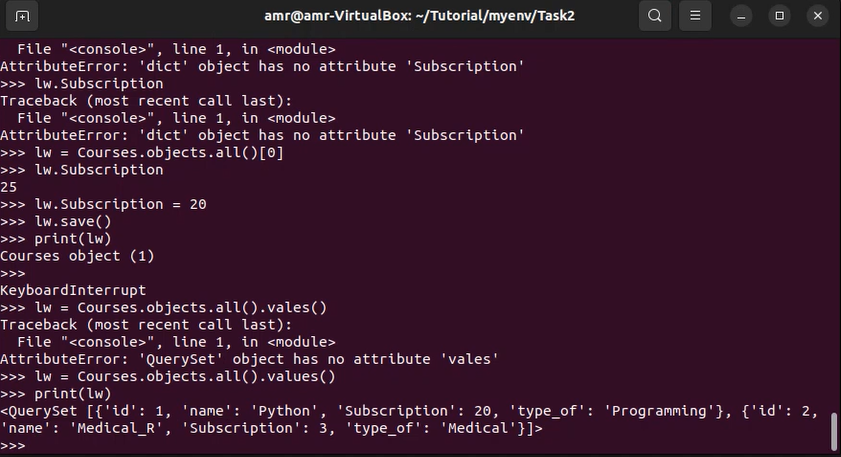 amr@amr-VirtualBox: ~/Tutorial/myenv/Task2
  File "<console>", line 1, in <module>
AttributeError: 'dict' object has no attribute 'Subscription'
>>> lw.Subscription
Traceback (most recent call last):
  File "<console>", line 1, in <module>
AttributeError: 'dict' object has no attribute 'Subscription'
>>> lw = Courses.objects.all()[0]
>>> lw.Subscription
25
>>> lw.Subscription = 20
>>> lw.save()
>>> print(lw)
Courses object (1)
>>>
KeyboardInterrupt
>>> lw = Courses.objects.all().vales()
Traceback (most recent call last):
  File "<console>", line 1, in <module>
AttributeError: 'QuerySet' object has no attribute 'vales'
>>> lw = Courses.objects.all().values()
>>> print(lw)
<QuerySet [{'id': 1, 'name': 'Python', 'Subscription': 20, 'type_of': 'Programming'}, {'id': 2,
'name': 'Medical_R', 'Subscription': 3, 'type_of': 'Medical'}]>
>>>